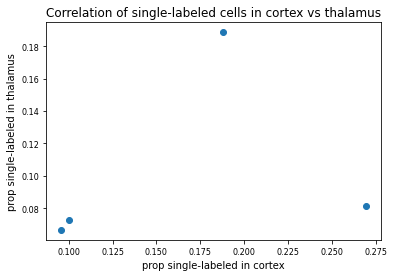 Correlation of single-labeled cells in cortex vs thalamus
prop single-labeled in thalamus
0.18
0.16
0.14
0.12
0.10
0.08
0.100 0.125 0.150 0.175 0.200 0.225 0.250 0.275
prop single-labeled in cortex